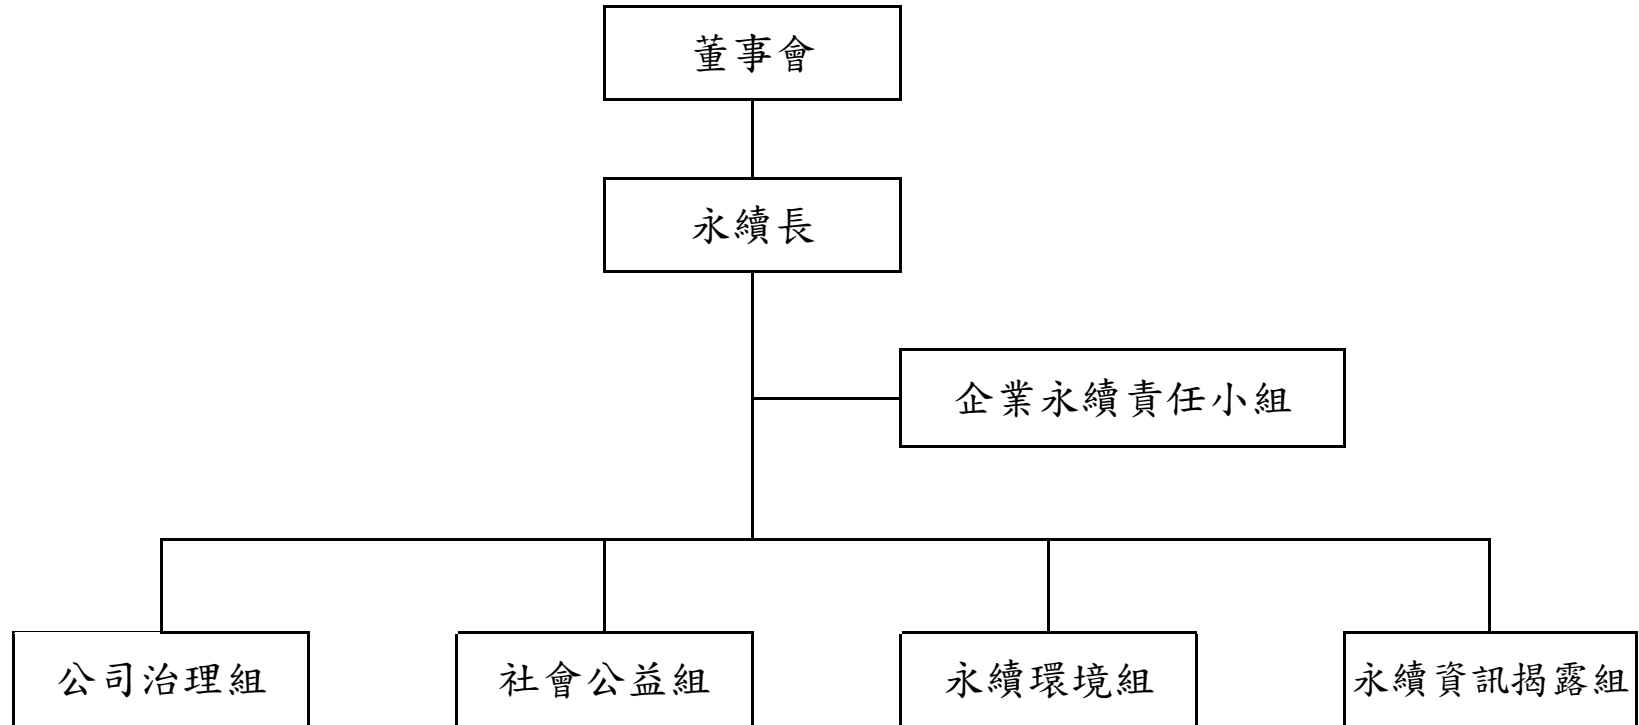 董事會
永續長
企業永續責任小組
公司治理組
社會公益組
永續環境組
永續資訊揭露組